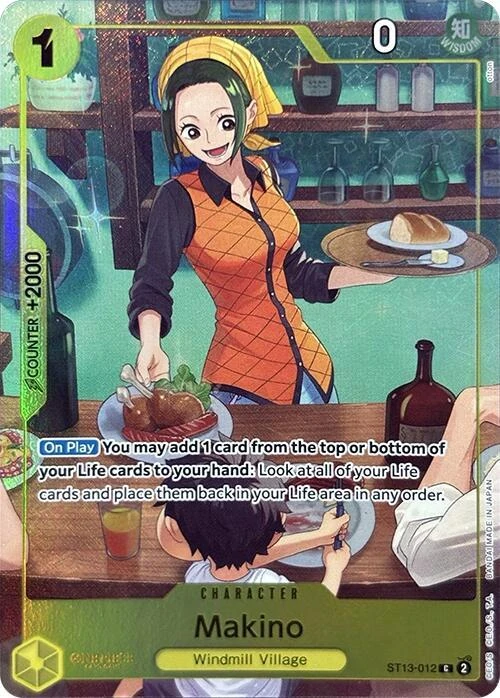 1
0
知
WISDOM
otton
COUNTER +2000
On Play You may add 1 card from the top or bottom of
your Life cards to your hand: Look at all of your Life
cards and place them back in your Life area in any order.
CHARACTER
Makino
Windmill Village
ST13-012 C 2
BANDAI MADE IN JAPAN